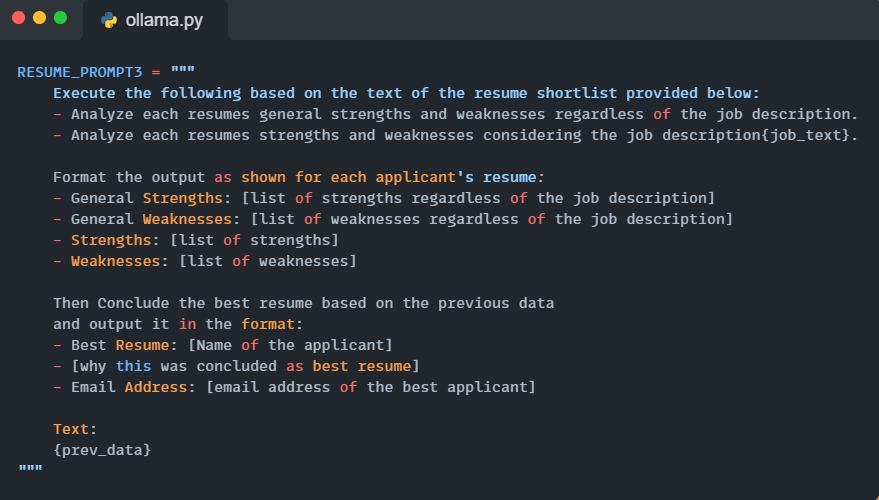 ollama.py
RESUME_PROMPT3 = """
    Execute the following based on the text of the resume shortlist provided below:
    - Analyze each resumes general strengths and weaknesses regardless of the job description.
    - Analyze each resumes strengths and weaknesses considering the job description{job_text}.

    Format the output as shown for each applicant's resume:
    - General Strengths: [list of strengths regardless of the job description]
    - General Weaknesses: [list of weaknesses regardless of the job description]
    - Strengths: [list of strengths]
    - Weaknesses: [list of weaknesses]

    Then Conclude the best resume based on the previous data
    and output it in the format:
    - Best Resume: [Name of the applicant]
    - [why this was concluded as best resume]
    - Email Address: [email address of the best applicant]

    Text:
    {prev_data}
"""